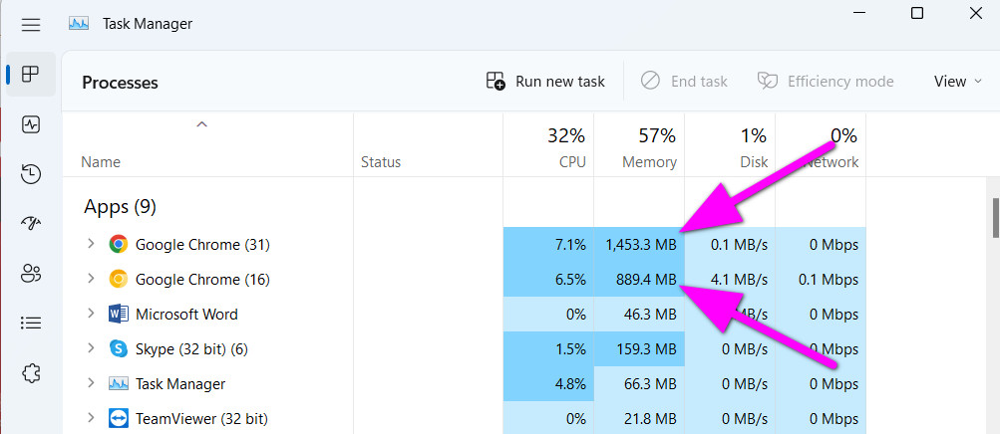 Task Manager
Processes Run new task End task Efficiency mode View
32% 57% 1% 0%
Name Status CPU Memory Disk Network
Apps (9)
Google Chrome (31) 7.1% 1,453.3 MB 0.1 MB/s 0 Mbps
Google Chrome (16) 6.5% 889.4 MB 4.1 MB/s 0.1 Mbps
Microsoft Word 0% 46.3 MB MB/s 0 Mbps
Skype (32 bit) (6) 1.5% 159.3 MB 0 MB/s 0 Mbps
Task Manager 4.8% 66.3 MB 0 MB/s 0 Mbps
TeamViewer (32 bit) 0% 21.8 MB 0 MB/s 0 Mbps